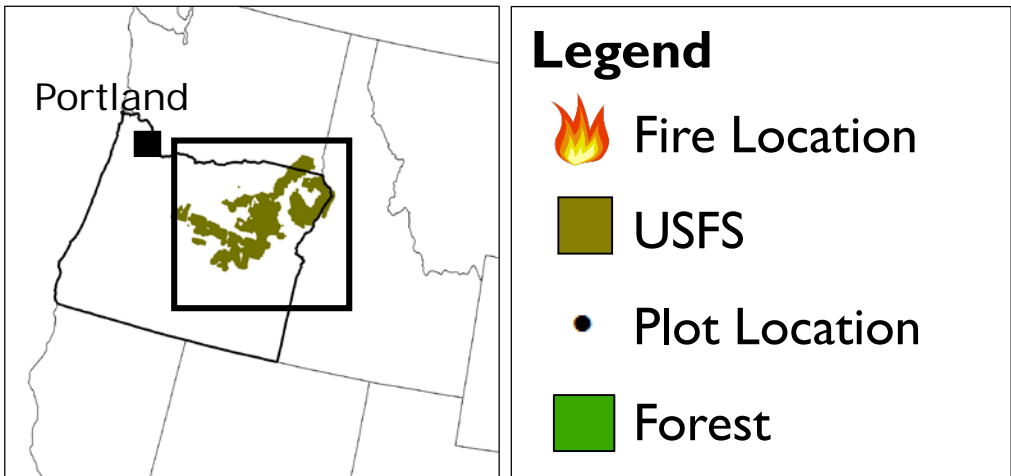 Portland
Legend
Fire Location
USFS
Plot Location
Forest